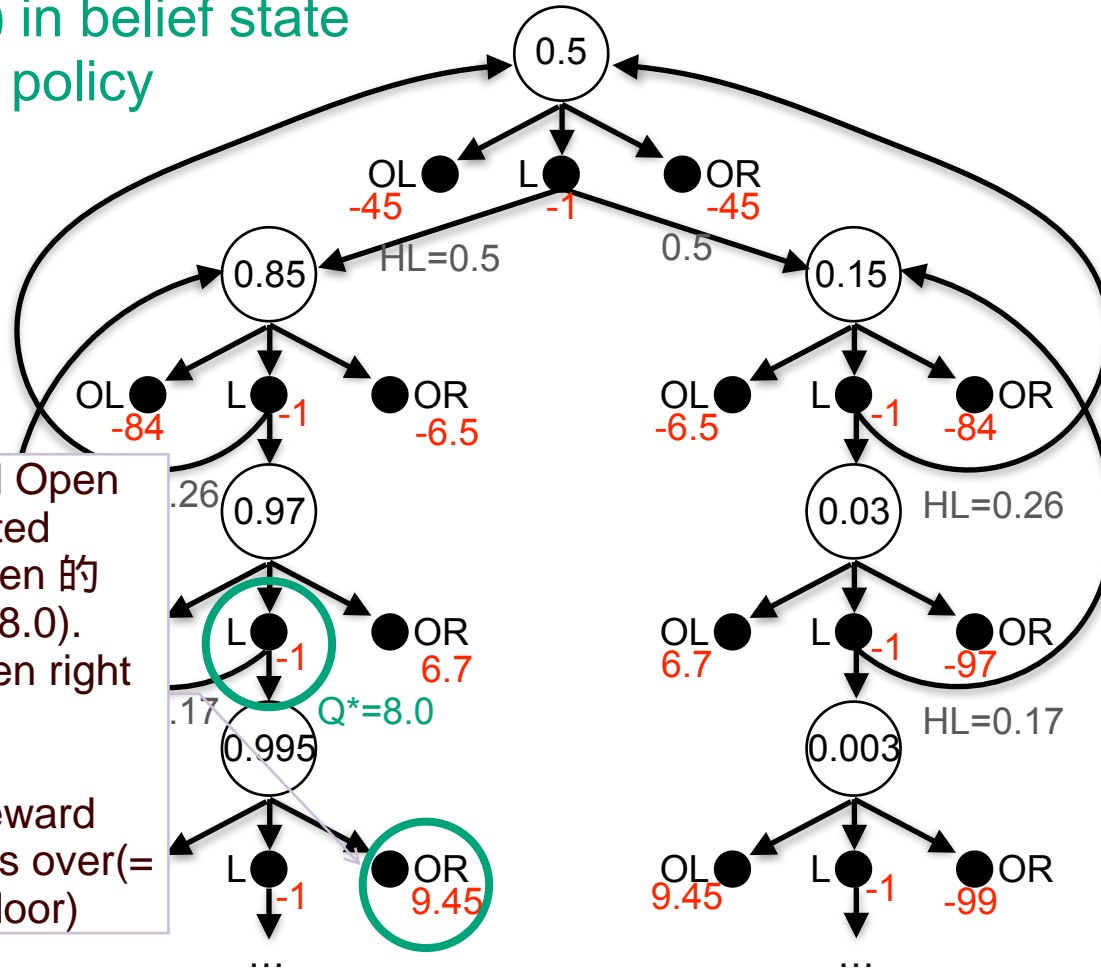 ) in belief state
policy
0.5
OL L OR
-45 -1 -45
HL=0.5 0.5
0.85 0.15
OL L OR OL L OR
-84 -1 -6.5 -6.5 -1 -84
Open
.26 0.97 0.03 HL=0.26
en 的
8.0).
L OR OL L OR
-1 6.7 6.7 -1 -97
en right
.17 Q*=8.0 HL=0.17
0.995 0.003
eward
s over(=
L OR OL L OR
-1 9.45 9.45 -1 -99
... ...